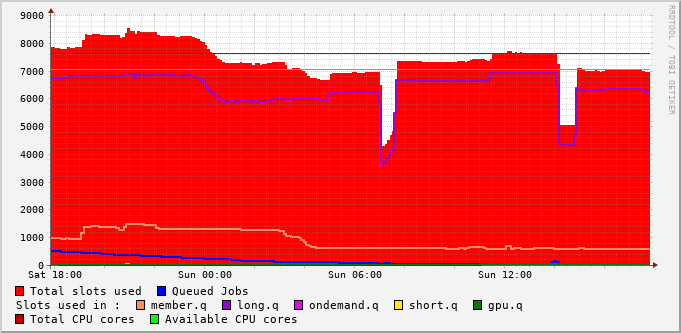 9000
8000
7000
6000
5000
4000
3000
2000
1000
0
Sat 18:00 Sun 00:00 Sun 06:00 Sun 12:00
RRDTOOL / TOBI OETIKER
Total slots used Queued Jobs
Slots used in : member.q long.q ondemand.q short.q gpu.q
Total CPU cores Available CPU cores